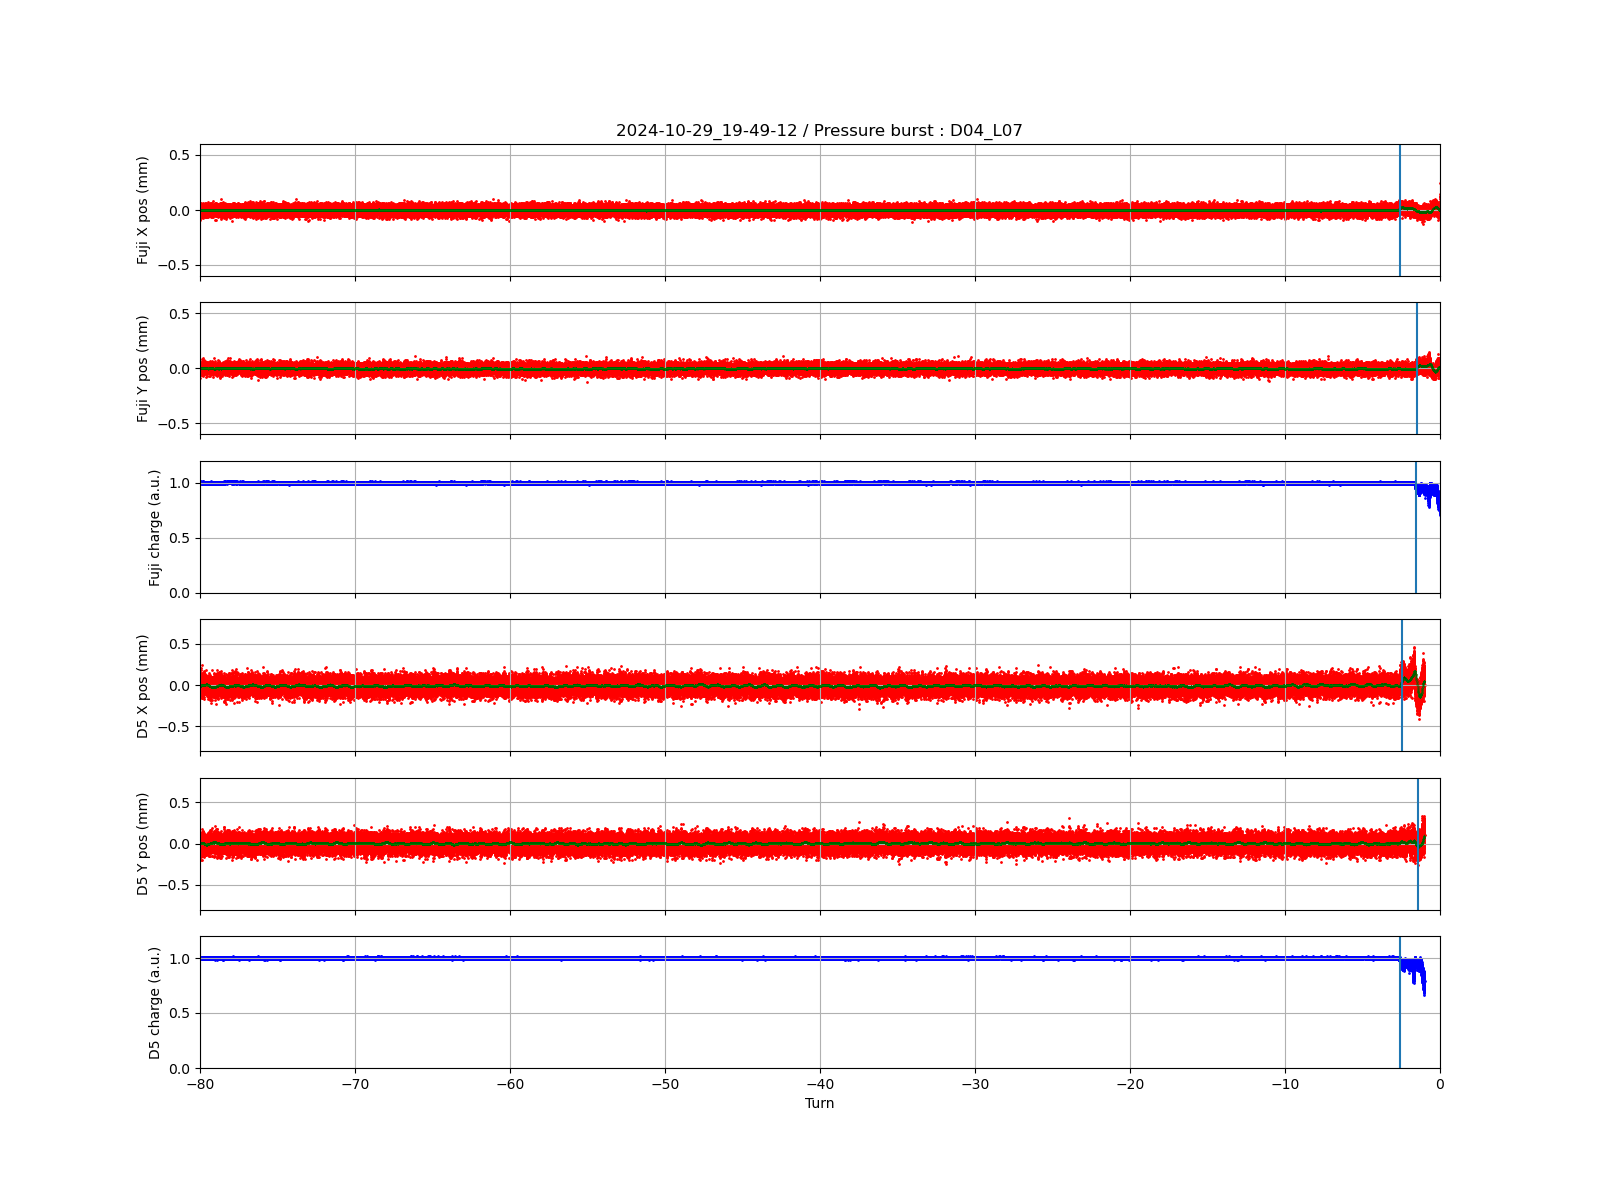 2024-10-29_19-49-12 / Pressure burst : D04_L07
Fuji X pos (mm)
0.5
0.0
−0.5
Fuji Y pos (mm)
0.5
0.0
−0.5
Fuji charge (a.u.)
1.0
0.5
0.0
D5 X pos (mm)
0.5
0.0
−0.5
D5 Y pos (mm)
0.5
0.0
−0.5
D5 charge (a.u.)
1.0
0.5
0.0
−80 −70 −60 −50 −40 −30 −20 −10 0
Turn